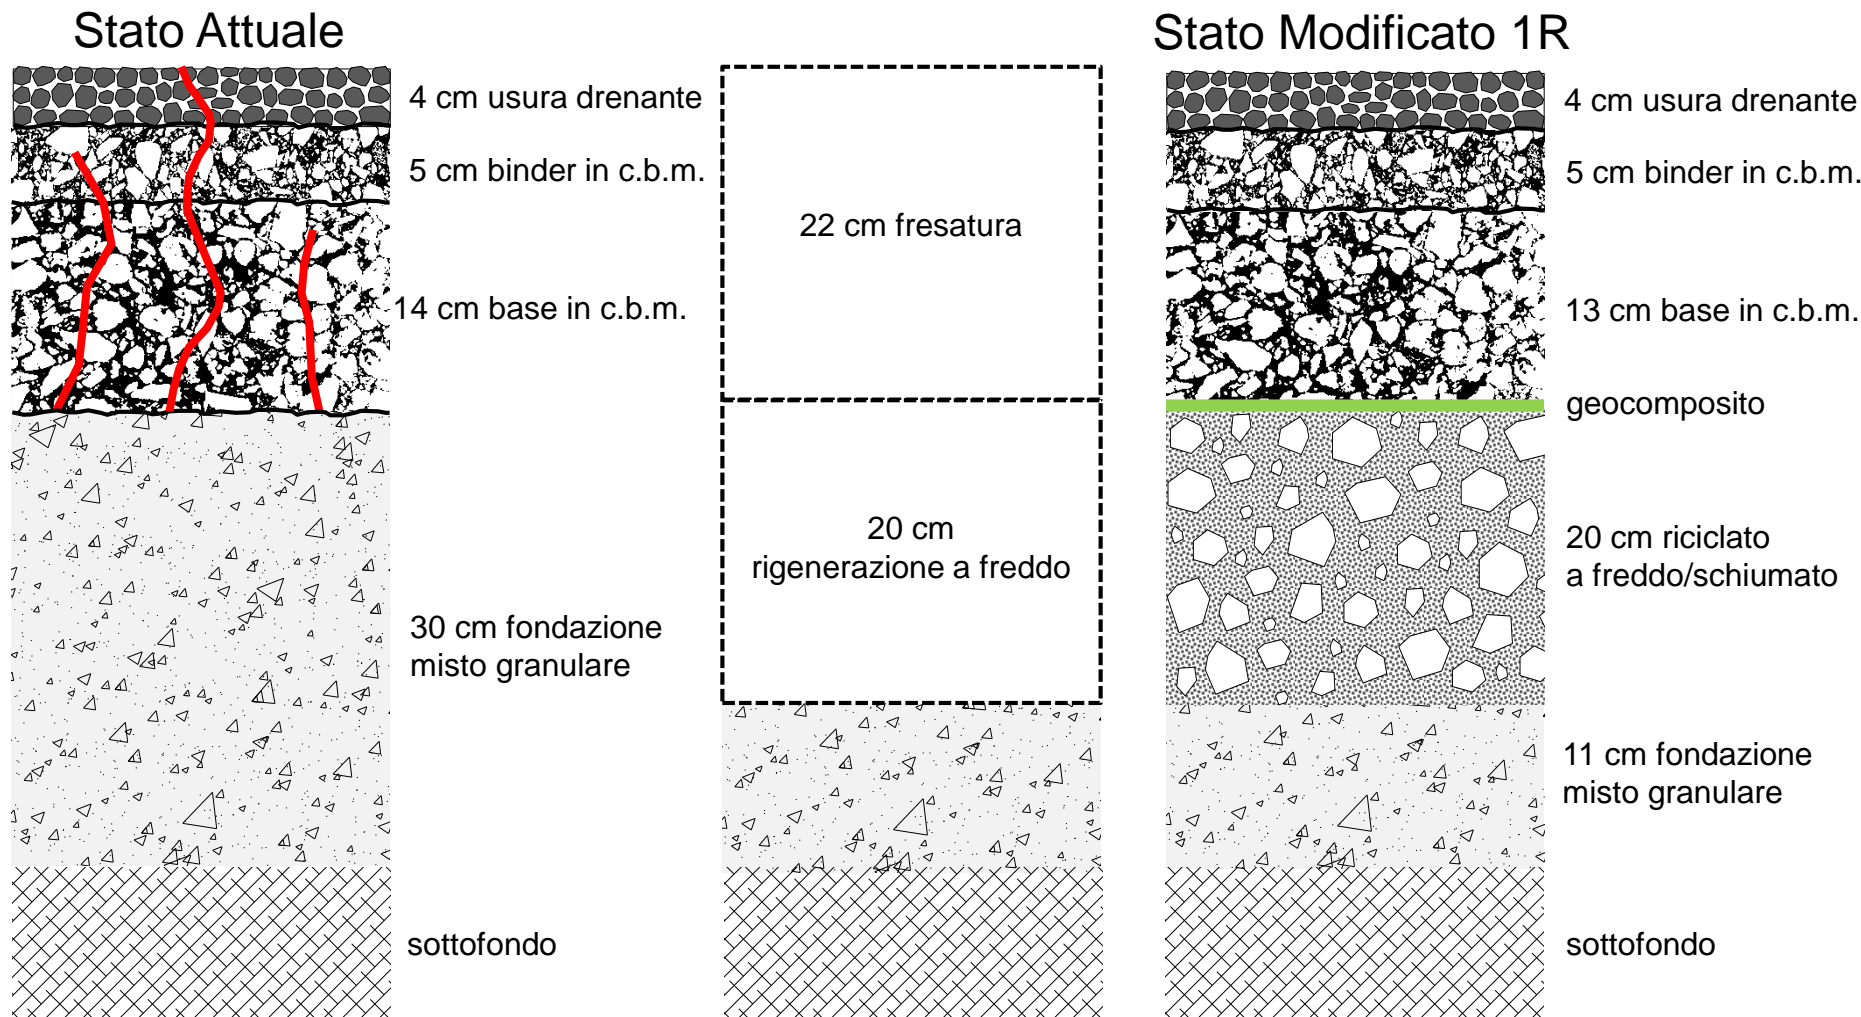 Stato Attuale
4 cm usura drenante
5 cm binder in c.b.m.
14 cm base in c.b.m.
30 cm fondazione
misto granulare
sottofondo
22 cm fresatura
20 cm
rigenerazione a freddo
Stato Modificato 1R
4 cm usura drenante
5 cm binder in c.b.m.
13 cm base in c.b.m.
geocomposito
20 cm riciclato
a freddo/schiumato
11 cm fondazione
misto granulare
sottofondo